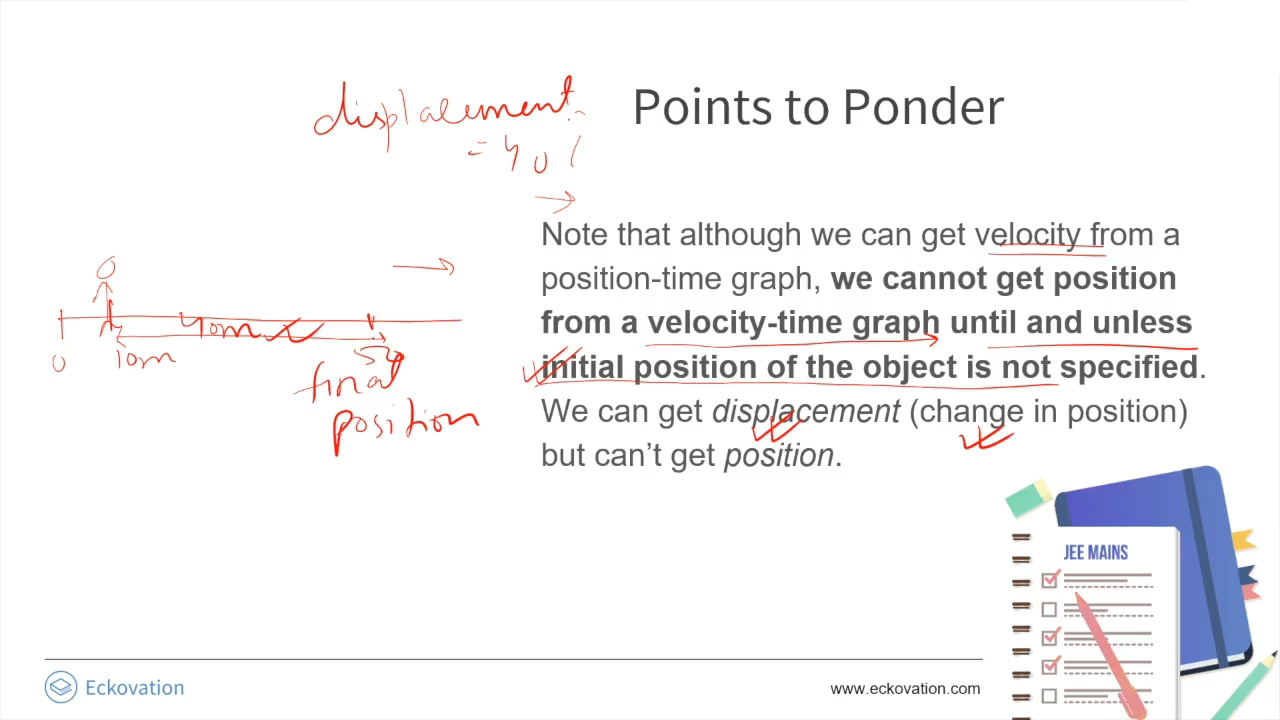 displacement
= 40
Points to Ponder
Note that although we can get velocity from a
position-time graph, we cannot get position
from a velocity-time graph until and unless
initial position of the object is not specified.
We can get displacement (change in position)
but can't get position.
40m
0
10m
50
final
position
JEE MAINS
Eckovation
www.eckovation.com